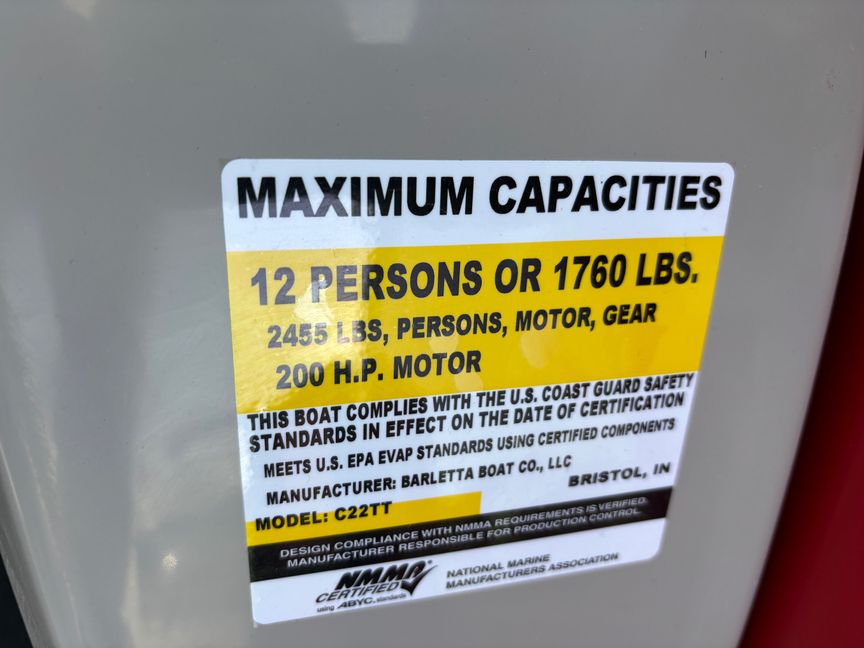 MAXIMUM CAPACITIES
12 PERSONS OR 1760 LBS.
2455 LBS, PERSONS, MOTOR, GEAR
200 H.P. MOTOR
THIS BOAT COMPLIES WITH THE U.S. COAST GUARD SAFETY
STANDARDS IN EFFECT ON THE DATE OF CERTIFICATION
MEETS U.S. EPA EVAP STANDARDS USING CERTIFIED COMPONENTS
MANUFACTURER: BARLETTA BOAT CO., LLC
BRISTOL, IN
MODEL: C22TT
DESIGN COMPLIANCE WITH NMMA REQUIREMENTS IS VERIFIED.
MANUFACTURER RESPONSIBLE FOR PRODUCTION CONTROL.
NMMA®
CERTIFIED
using ABYC. standards
NATIONAL MARINE
MANUFACTURERS ASSOCIATION